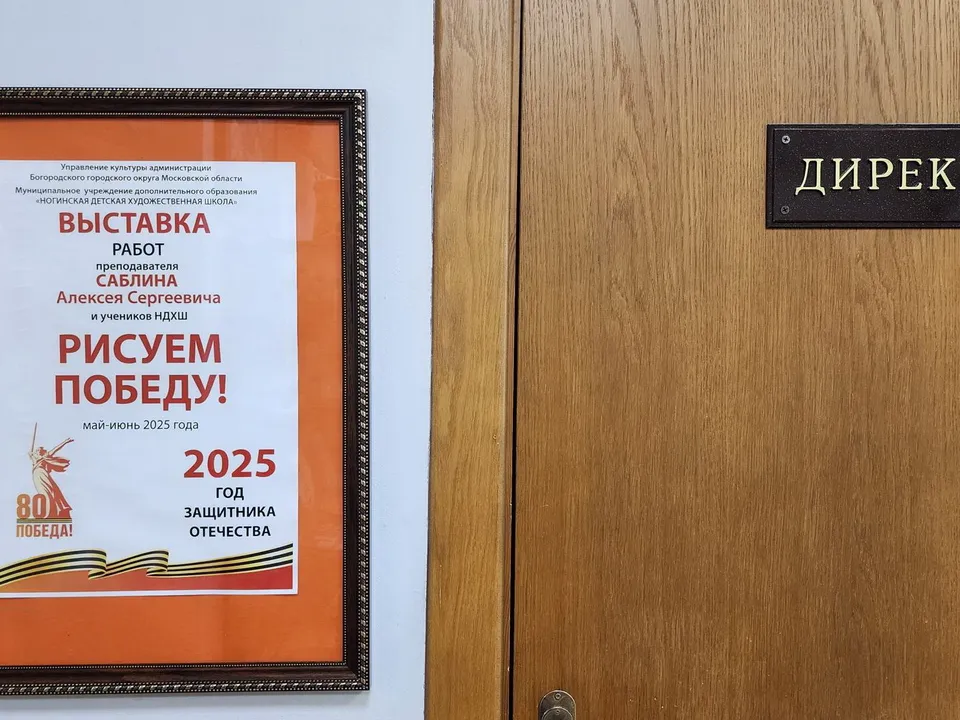 Управление культуры администрации
Богородского городского округа Московской области
Муниципальное учреждение дополнительного образования
«НОГИНСКАЯ ДЕТСКАЯ ХУДОЖЕСТВЕННАЯ ШКОЛА»
ВЫСТАВКА
РАБОТ
преподавателя
САБЛИНА
Алексея Сергеевича
и учеников НДХШ
РИСУЕМ
ПОБЕДУ!
май-июнь 2025 года
80
ПОБЕДА!
2025
ГОД
ЗАЩИТНИКА
ОТЕЧЕСТВА
ДИРЕК